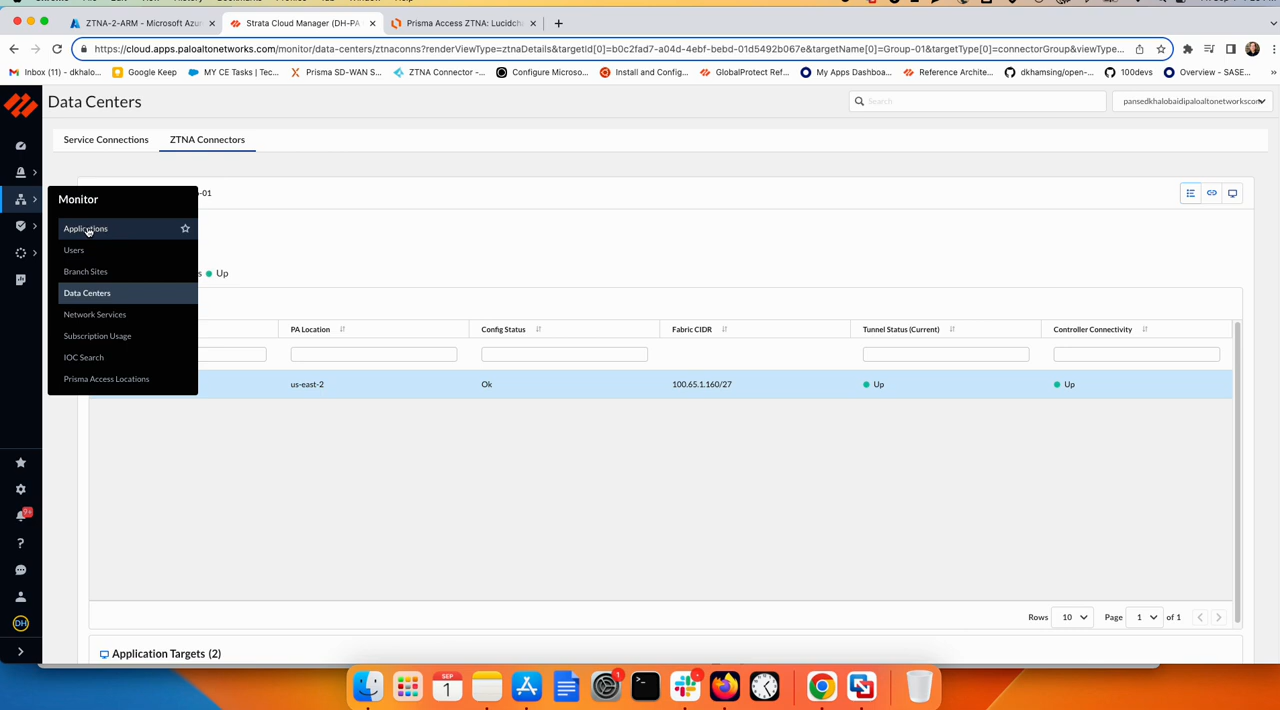 ZTNA-2-ARM - Microsoft Azu
Strata Cloud Manager (DH-PA
Prisma Access ZTNA: Lucidch
https://cloud.apps.paloaltonetworks.com/monitor/data-centers/ztnaconns?renderViewType=ztnaDetails&targetId[0]=b0c2fad7-a04d-4ebf-bebd-01d5492b067e&targetName[0]=Group-01&targetType[0]=connectorGroup&viewType...
Inbox (11) - dkhalo...
Google Keep
MY CE Tasks | Tec...
Prisma SD-WAN S...
ZTNA Connector -...
Configure Microso...
Install and Config...
GlobalProtect Ref...
My Apps Dashboa...
Reference Archite...
dkhamsing/open-...
100devs
Overview - SASE...
Data Centers
Search
pansedkhalobaidipaloaltonetworkscom
Service Connections
ZTNA Connectors
-01
Monitor
Applications
Users
Branch Sites
Data Centers
Network Services
Subscription Usage
IOC Search
Prisma Access Locations
s Up
PA Location
Config Status
Fabric CIDR
Tunnel Status (Current)
Controller Connectivity
us-east-2
Ok
100.65.1.160/27
Up
Up
9+
?
DH
Rows 10 Page 1 of 1
Application Targets (2)
SEP
1
1